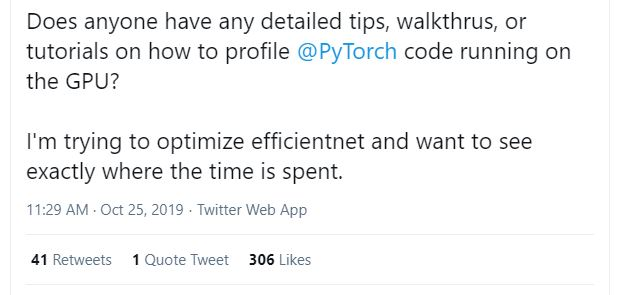 Does anyone have any detailed tips, walkthrus, or
tutorials on how to profile @PyTorch code running on
the GPU?
I'm trying to optimize efficientnet and want to see
exactly where the time is spent.
11:29 AM · Oct 25, 2019 · Twitter Web App
41 Retweets 1 Quote Tweet 306 Likes